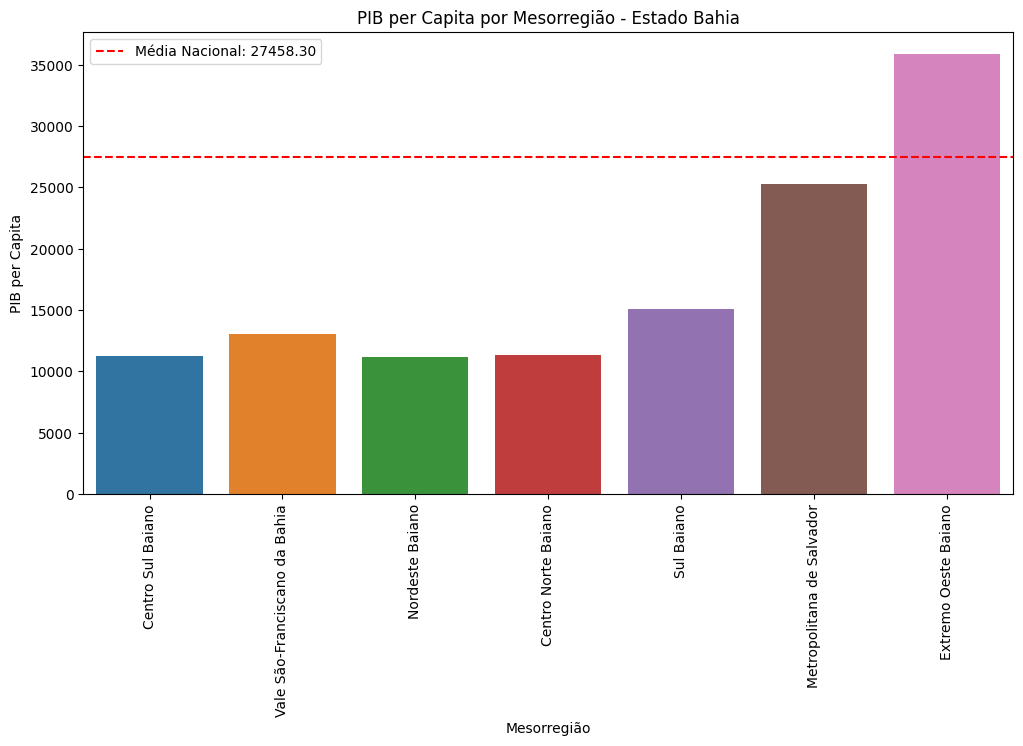 PIB per Capita por Mesorregião - Estado Bahia
Média Nacional: 27458.30
PIB per Capita
35000
30000
25000
20000
15000
10000
5000
0
Centro Sul Baiano
Vale São-Franciscano da Bahia
Nordeste Baiano
Centro Norte Baiano
Sul Baiano
Metropolitana de Salvador
Extremo Oeste Baiano
Mesorregião